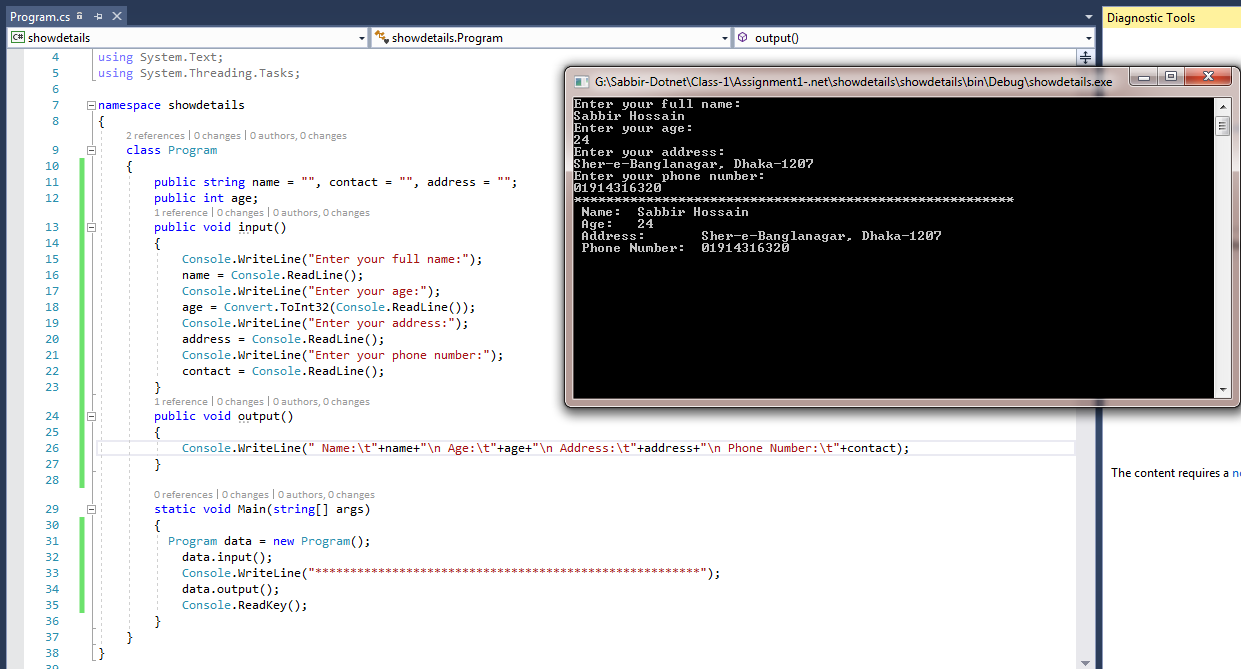 Program.cs
Diagnostic Tools
C# showdetails
showdetails.Program
output()
4 using System.Text;
5 using System.Threading.Tasks;
6
7 namespace showdetails
8 {
2 references | 0 changes | 0 authors, 0 changes
9 class Program
10 {
11 public string name = "", contact = "", address = "";
12 public int age;
1 reference | 0 changes | 0 authors, 0 changes
13 public void input()
14 {
15 Console.WriteLine("Enter your full name:");
16 name = Console.ReadLine();
17 Console.WriteLine("Enter your age:");
18 age = Convert.ToInt32(Console.ReadLine());
19 Console.WriteLine("Enter your address:");
20 address = Console.ReadLine();
21 Console.WriteLine("Enter your phone number:");
22 contact = Console.ReadLine();
23 }
1 reference | 0 changes | 0 authors, 0 changes
24 public void output()
25 {
26 Console.WriteLine(" Name:\t"+name+"\n Age:\t"+age+"\n Address:\t"+address+"\n Phone Number:\t"+contact);
27 }
28
0 references | 0 changes | 0 authors, 0 changes
29 static void Main(string[] args)
30 {
31 Program data = new Program();
32 data.input();
33 Console.WriteLine("*******************************************************");
34 data.output();
35 Console.ReadKey();
36 }
37 }
38 }
39
G:\Sabbir-Dotnet\Class-1\Assignment1-.net\showdetails\showdetails\bin\Debug\showdetails.exe
Enter your full name:
Sabbir Hossain
Enter your age:
24
Enter your address:
Sher-e-Banglanagar, Dhaka-1207
Enter your phone number:
01914316320
*******************************************************
Name: Sabbir Hossain
Age: 24
Address: Sher-e-Banglanagar, Dhaka-1207
Phone Number: 01914316320
The content requires a